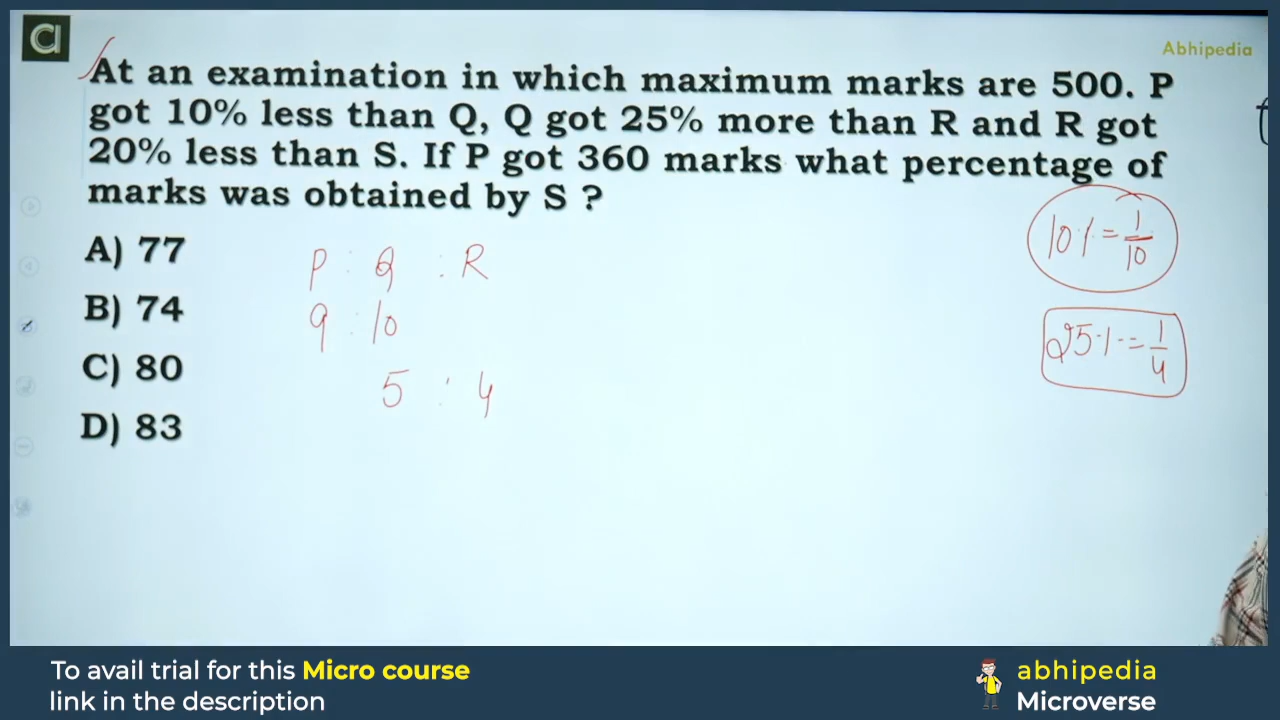 Abhipedia
At an examination in which maximum marks are 500. P
got 10% less than Q, Q got 25% more than R and R got
20% less than S. If P got 360 marks what percentage of
marks was obtained by S ?
A) 77
B) 74
C) 80
D) 83
P : Q : R
9 : 10
5 : 4
10% = 1/10
25% = 1/4
To avail trial for this Micro course
link in the description
abhipedia
Microverse